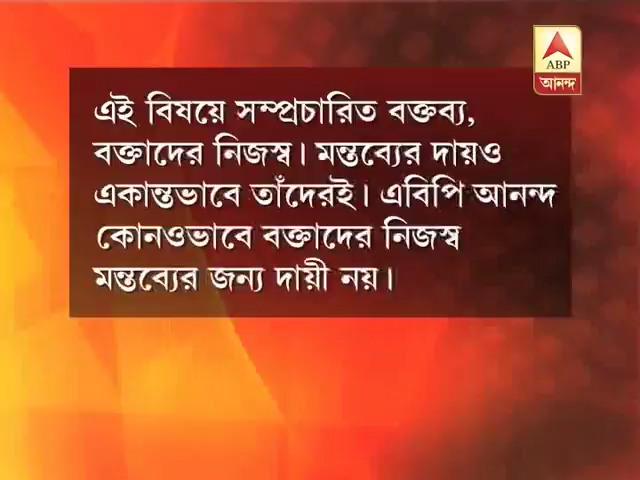 ABP
আনন্দ
এই বিষয়ে সম্প্রচারিত বক্তব্য,
বক্তাদের নিজস্ব। মন্তব্যের দায়ও
একান্তভাবে তাঁদেরই। এবিপি আনন্দ
কোনওভাবে বক্তাদের নিজস্ব
মন্তব্যের জন্য দায়ী নয়।